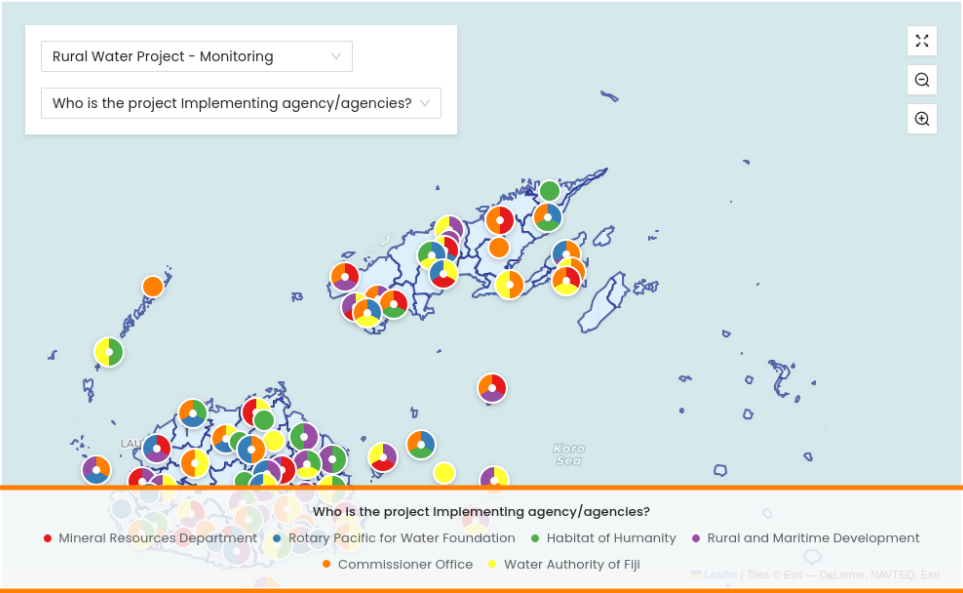 Rural Water Project - Monitoring
Who is the project Implementing agency/agencies?
LAU
Koro
Sea
Who is the project Implementing agency/agencies?
Mineral Resources Department Rotary Pacific for Water Foundation Habitat of Humanity Rural and Maritime Development
Commissioner Office Water Authority of Fiji
Leaflet | Tiles © Esri — DeLorme, NAVTEQ, Esri